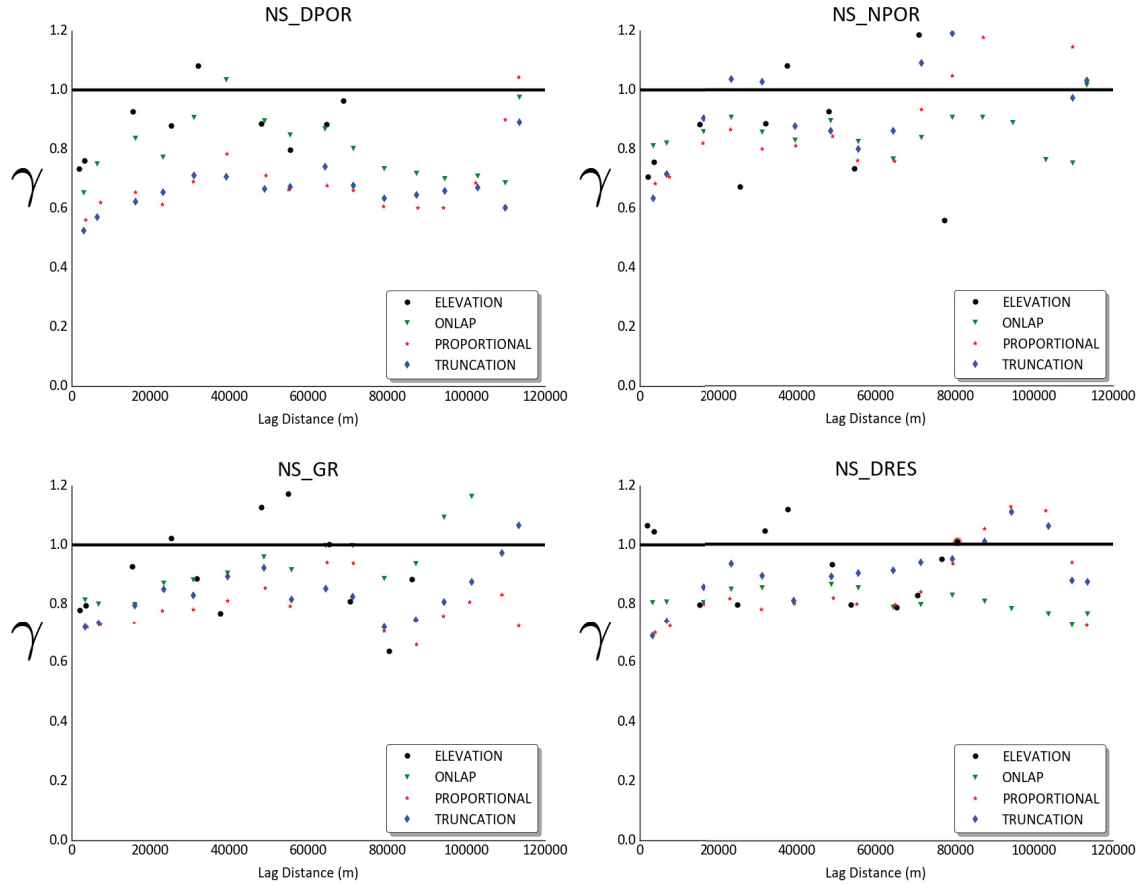 NS_DPOR
1.2
1.0
0.8
γ
0.6
0.4
0.2
0.0
ELEVATION
ONLAP
PROPORTIONAL
TRUNCATION
0 20000 40000 60000 80000 100000 120000
Lag Distance (m)
NS_NPOR
1.2
1.0
0.8
γ
0.6
0.4
0.2
0.0
ELEVATION
ONLAP
PROPORTIONAL
TRUNCATION
0 20000 40000 60000 80000 100000 120000
Lag Distance (m)
NS_GR
1.2
1.0
0.8
γ
0.6
0.4
0.2
0.0
ELEVATION
ONLAP
PROPORTIONAL
TRUNCATION
0 20000 40000 60000 80000 100000 120000
Lag Distance (m)
NS_DRES
1.2
1.0
0.8
γ
0.6
0.4
0.2
0.0
ELEVATION
ONLAP
PROPORTIONAL
TRUNCATION
0 20000 40000 60000 80000 100000 120000
Lag Distance (m)